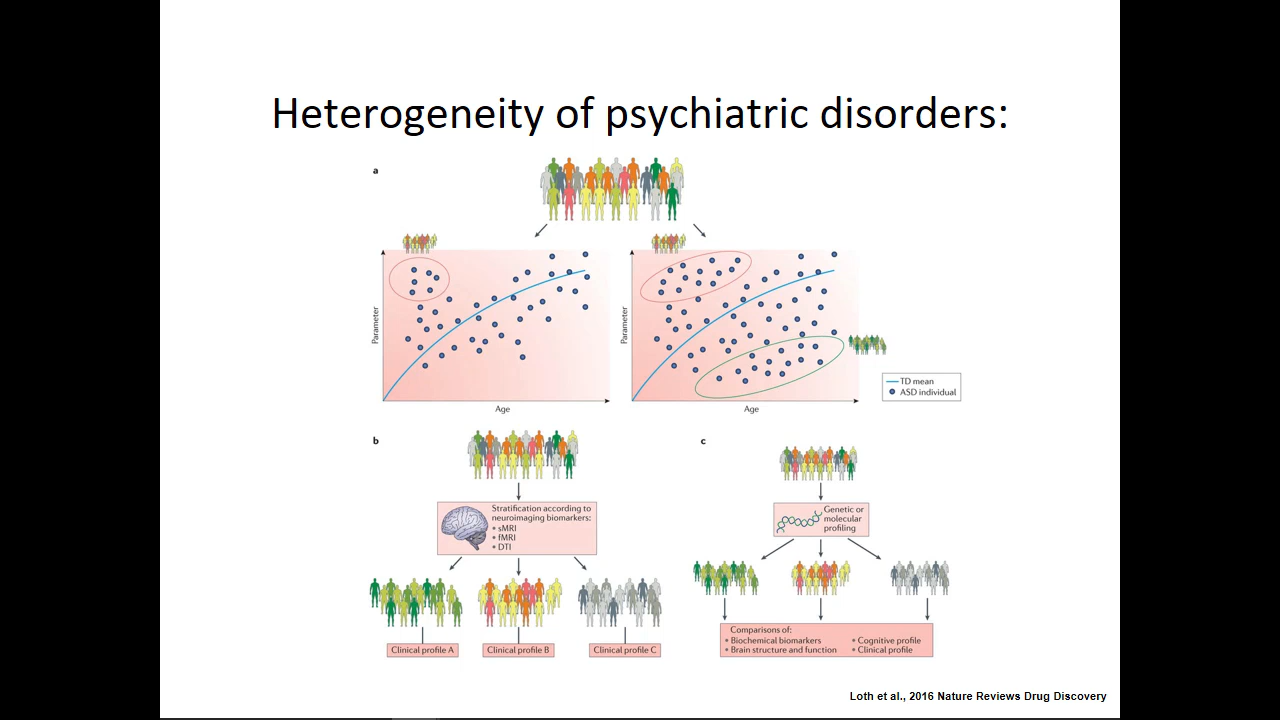 Heterogeneity of psychiatric disorders:
a
Parameter
Age
Parameter
Age
TD mean
ASD individual
b
Stratification according to
neuroimaging biomarkers:
• sMRI
• fMRI
• DTI
Clinical profile A
Clinical profile B
Clinical profile C
c
Genetic or
molecular
profiling
Comparisons of:
• Biochemical biomarkers
• Brain structure and function
• Cognitive profile
• Clinical profile
Loth et al., 2016 Nature Reviews Drug Discovery